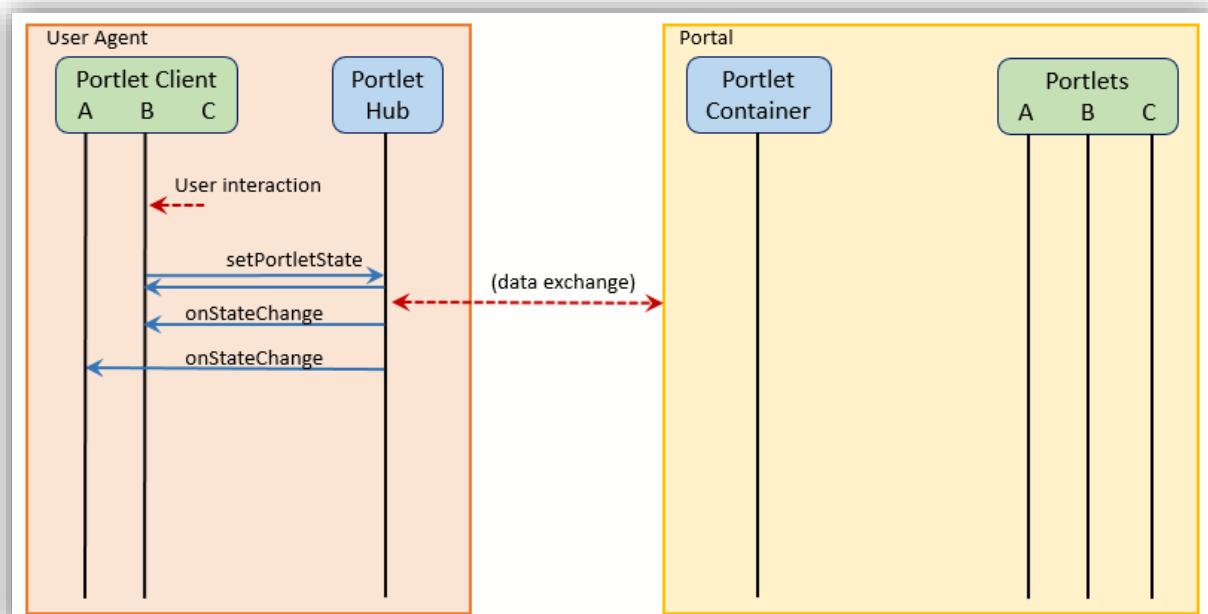 User Agent
Portal
Portlet Client
A B C
Portlet
Hub
Portlet
Container
Portlets
A B C
User interaction
setPortletState
(data exchange)
onStateChange
onStateChange